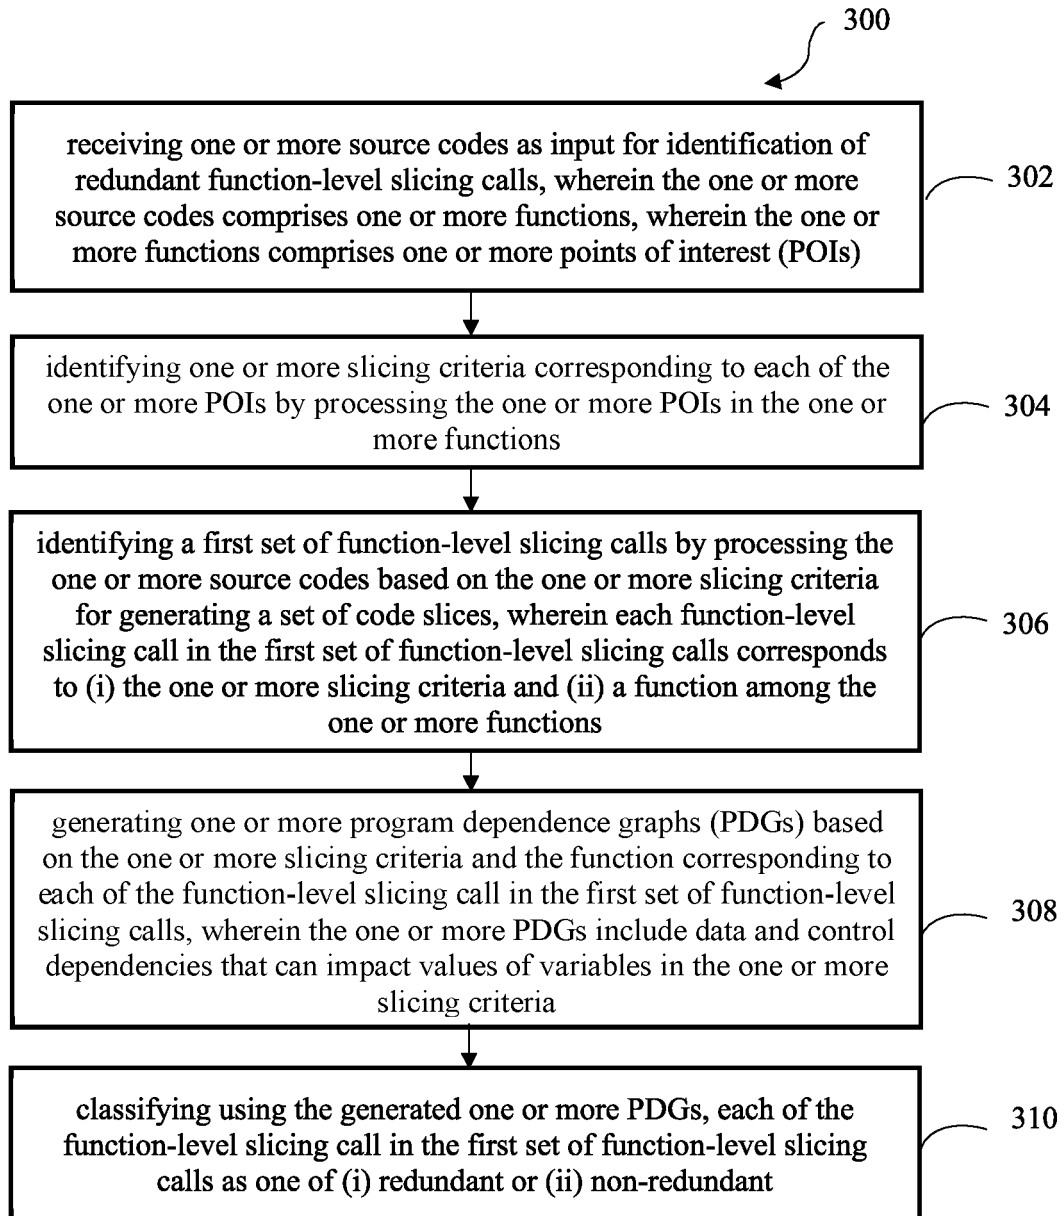 300
receiving one or more source codes as input for identification of
redundant function-level slicing calls, wherein the one or more
source codes comprises one or more functions, wherein the one or
more functions comprises one or more points of interest (POIs)
302
identifying one or more slicing criteria corresponding to each of the
one or more POIs by processing the one or more POIs in the one or
more functions
304
identifying a first set of function-level slicing calls by processing the
one or more source codes based on the one or more slicing criteria
for generating a set of code slices, wherein each function-level
slicing call in the first set of function-level slicing calls corresponds
to (i) the one or more slicing criteria and (ii) a function among the
one or more functions
306
generating one or more program dependence graphs (PDGs) based
on the one or more slicing criteria and the function corresponding to
each of the function-level slicing call in the first set of function-level
slicing calls, wherein the one or more PDGs include data and control
dependencies that can impact values of variables in the one or more
slicing criteria
308
classifying using the generated one or more PDGs, each of the
function-level slicing call in the first set of function-level slicing
calls as one of (i) redundant or (ii) non-redundant
310